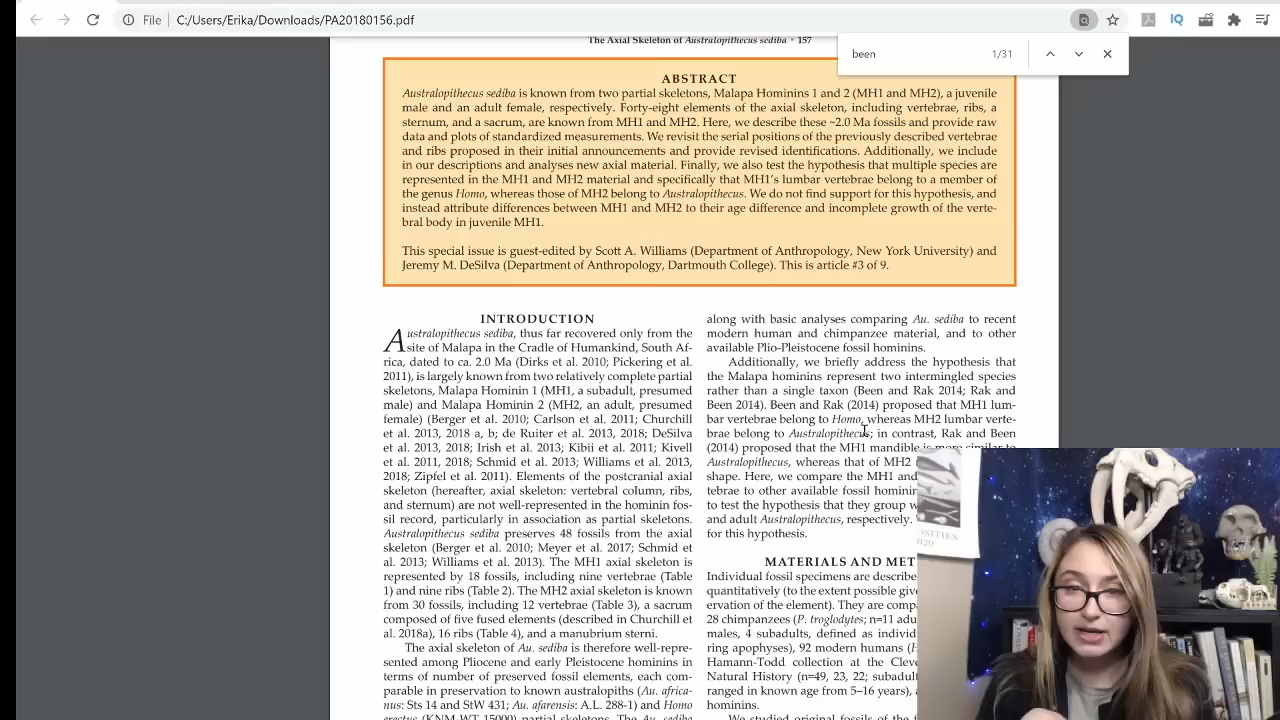 File
C:/Users/Erika/Downloads/PA20180156.pdf
been
1/31
The Axial Skeleton of Australopithecus sediba • 157
ABSTRACT
Australopithecus sediba is known from two partial skeletons, Malapa Hominins 1 and 2 (MH1 and MH2), a juvenile
male and an adult female, respectively. Forty-eight elements of the axial skeleton, including vertebrae, ribs, a
sternum, and a sacrum, are known from MH1 and MH2. Here, we describe these ~2.0 Ma fossils and provide raw
data and plots of standardized measurements. We revisit the serial positions of the previously described vertebrae
and ribs proposed in their initial announcements and provide revised identifications. Additionally, we include
in our descriptions and analyses new axial material. Finally, we also test the hypothesis that multiple species are
represented in the MH1 and MH2 material and specifically that MH1's lumbar vertebrae belong to a member of
the genus Homo, whereas those of MH2 belong to Australopithecus. We do not find support for this hypothesis, and
instead attribute differences between MH1 and MH2 to their age difference and incomplete growth of the verte-
bral body in juvenile MH1.
This special issue is guest-edited by Scott A. Williams (Department of Anthropology, New York University) and
Jeremy M. DeSilva (Department of Anthropology, Dartmouth College). This is article #3 of 9.
INTRODUCTION
Australopithecus sediba, thus far recovered only from the
site of Malapa in the Cradle of Humankind, South Af-
rica, dated to ca. 2.0 Ma (Dirks et al. 2010; Pickering et al.
2011), is largely known from two relatively complete partial
skeletons, Malapa Hominin 1 (MH1, a subadult, presumed
male) and Malapa Hominin 2 (MH2, an adult, presumed
female) (Berger et al. 2010; Carlson et al. 2011; Churchill
et al. 2013, 2018 a, b; de Ruiter et al. 2013, 2018; DeSilva
et al. 2013, 2018; Irish et al. 2013; Kibii et al. 2011; Kivell
et al. 2011, 2018; Schmid et al. 2013; Williams et al. 2013,
2018; Zipfel et al. 2011). Elements of the postcranial axial
skeleton (hereafter, axial skeleton: vertebral column, ribs,
and sternum) are not well-represented in the hominin fos-
sil record, particularly in association as partial skeletons.
Australopithecus sediba preserves 48 fossils from the axial
skeleton (Berger et al. 2010; Meyer et al. 2017; Schmid et
al. 2013; Williams et al. 2013). The MH1 axial skeleton is
represented by 18 fossils, including nine vertebrae (Table
1) and nine ribs (Table 2). The MH2 axial skeleton is known
from 30 fossils, including 12 vertebrae (Table 3), a sacrum
composed of five fused elements (described in Churchill et
al. 2018a), 16 ribs (Table 4), and a manubrium sterni.
The axial skeleton of Au. sediba is therefore well-repre-
sented among Pliocene and early Pleistocene hominins in
terms of number of preserved fossil elements, each com-
parable in preservation to known australopiths (Au. africa-
nus: Sts 14 and StW 431; Au. afarensis: A.L. 288-1) and Homo
erectus (KNM-WT 15000) partial skeletons. The Au. sediba
along with basic analyses comparing Au. sediba to recent
modern human and chimpanzee material, and to other
available Plio-Pleistocene fossil hominins.
Additionally, we briefly address the hypothesis that
the Malapa hominins represent two intermingled species
rather than a single taxon (Been and Rak 2014; Rak and
Been 2014). Been and Rak (2014) proposed that MH1 lum-
bar vertebrae belong to Homo, whereas MH2 lumbar verte-
brae belong to Australopithecus; in contrast, Rak and Been
(2014) proposed that the MH1 mandible is more similar to
Australopithecus, whereas that of MH2
shape. Here, we compare the MH1 and
tebrae to other available fossil hominin
to test the hypothesis that they group w
and adult Australopithecus, respectively.
for this hypothesis.
MATERIALS AND MET
Individual fossil specimens are describe
quantitatively (to the extent possible give
ervation of the element). They are comp
28 chimpanzees (P. troglodytes; n=11 adu
males, 4 subadults, defined as individ
ring apophyses), 92 modern humans (H
Hamann-Todd collection at the Cleve
Natural History (n=49, 23, 22; subadul
ranged in known age from 5–16 years),
hominins.
We studied original fossils of the
OSITIES
2020